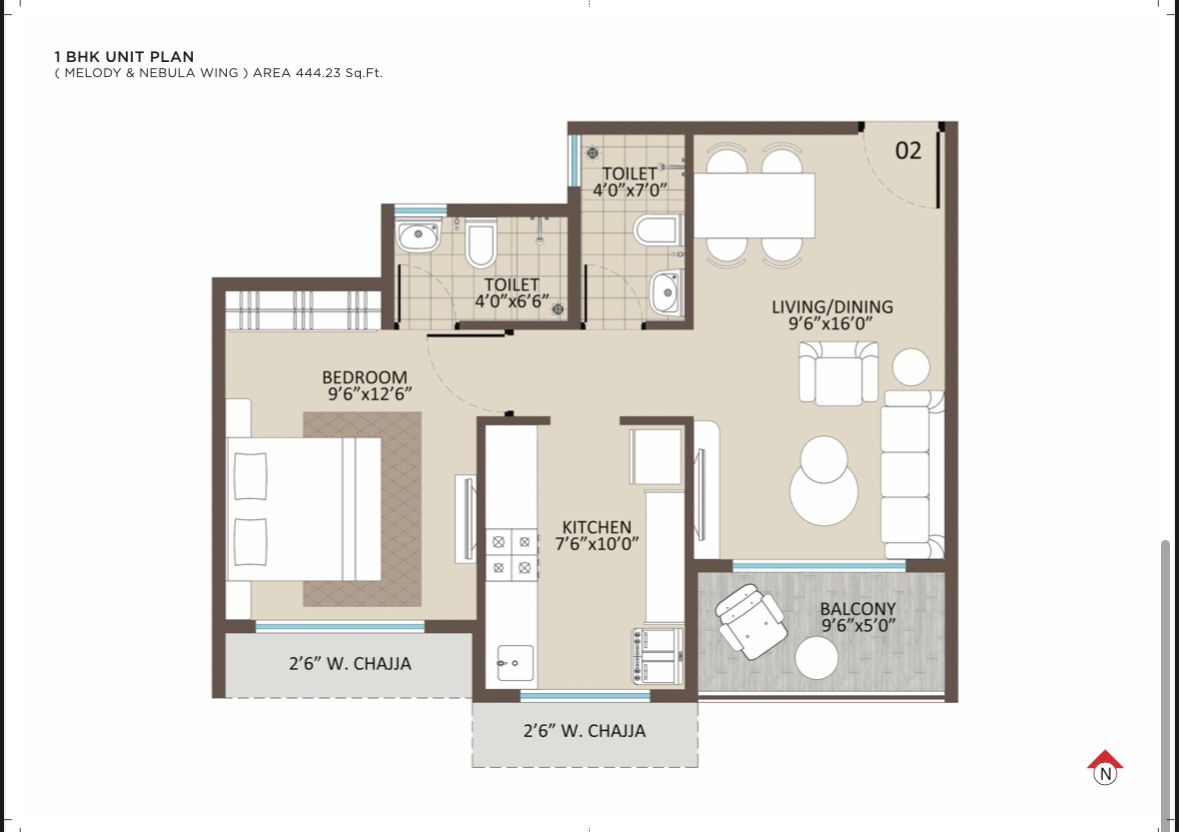 1 BHK UNIT PLAN
( MELODY & NEBULA WING ) AREA 444.23 Sq.Ft.
02
TOILET
4’0”x7’0”
TOILET
4’0”x6’6”
LIVING/DINING
9’6”x16’0”
BEDROOM
9’6”x12’6”
KITCHEN
7’6”x10’0”
BALCONY
9’6”x5’0”
2’6” W. CHAJJA
2’6” W. CHAJJA
N